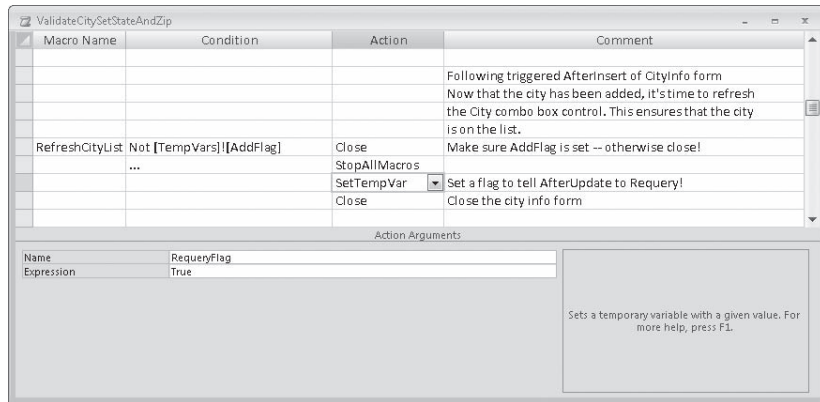 ValidateCitySetStateAndZip
Macro Name Condition Action Comment
Following triggered AfterInsert of CityInfo form
Now that the city has been added, it's time to refresh
the City combo box control. This ensures that the city
is on the list.
RefreshCityList Not [TempVars]![AddFlag] Close Make sure AddFlag is set -- otherwise close!
... StopAllMacros
SetTempVar Set a flag to tell AfterUpdate to Requery!
Close Close the city info form
Action Arguments
Name RequeryFlag
Expression True
Sets a temporary variable with a given value. For
more help, press F1.